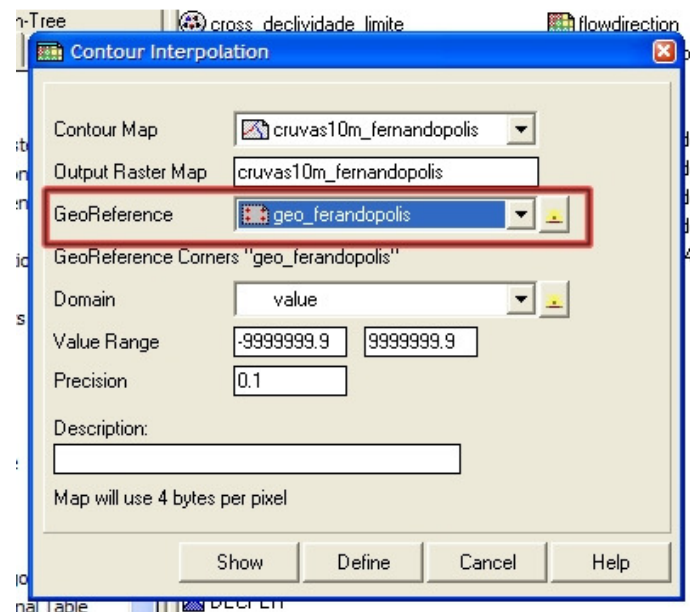 n-Tree
cross_declividade_limite
flowdirection
Contour Interpolation
Contour Map
cruvas10m_fernandopolis
Output Raster Map
cruvas10m_fernandopolis
GeoReference
geo_ferandopolis
GeoReference Corners "geo_ferandopolis"
Domain
value
Value Range
-9999999.9
9999999.9
Precision
0.1
Description:
Map will use 4 bytes per pixel
Show
Define
Cancel
Help
nal Table